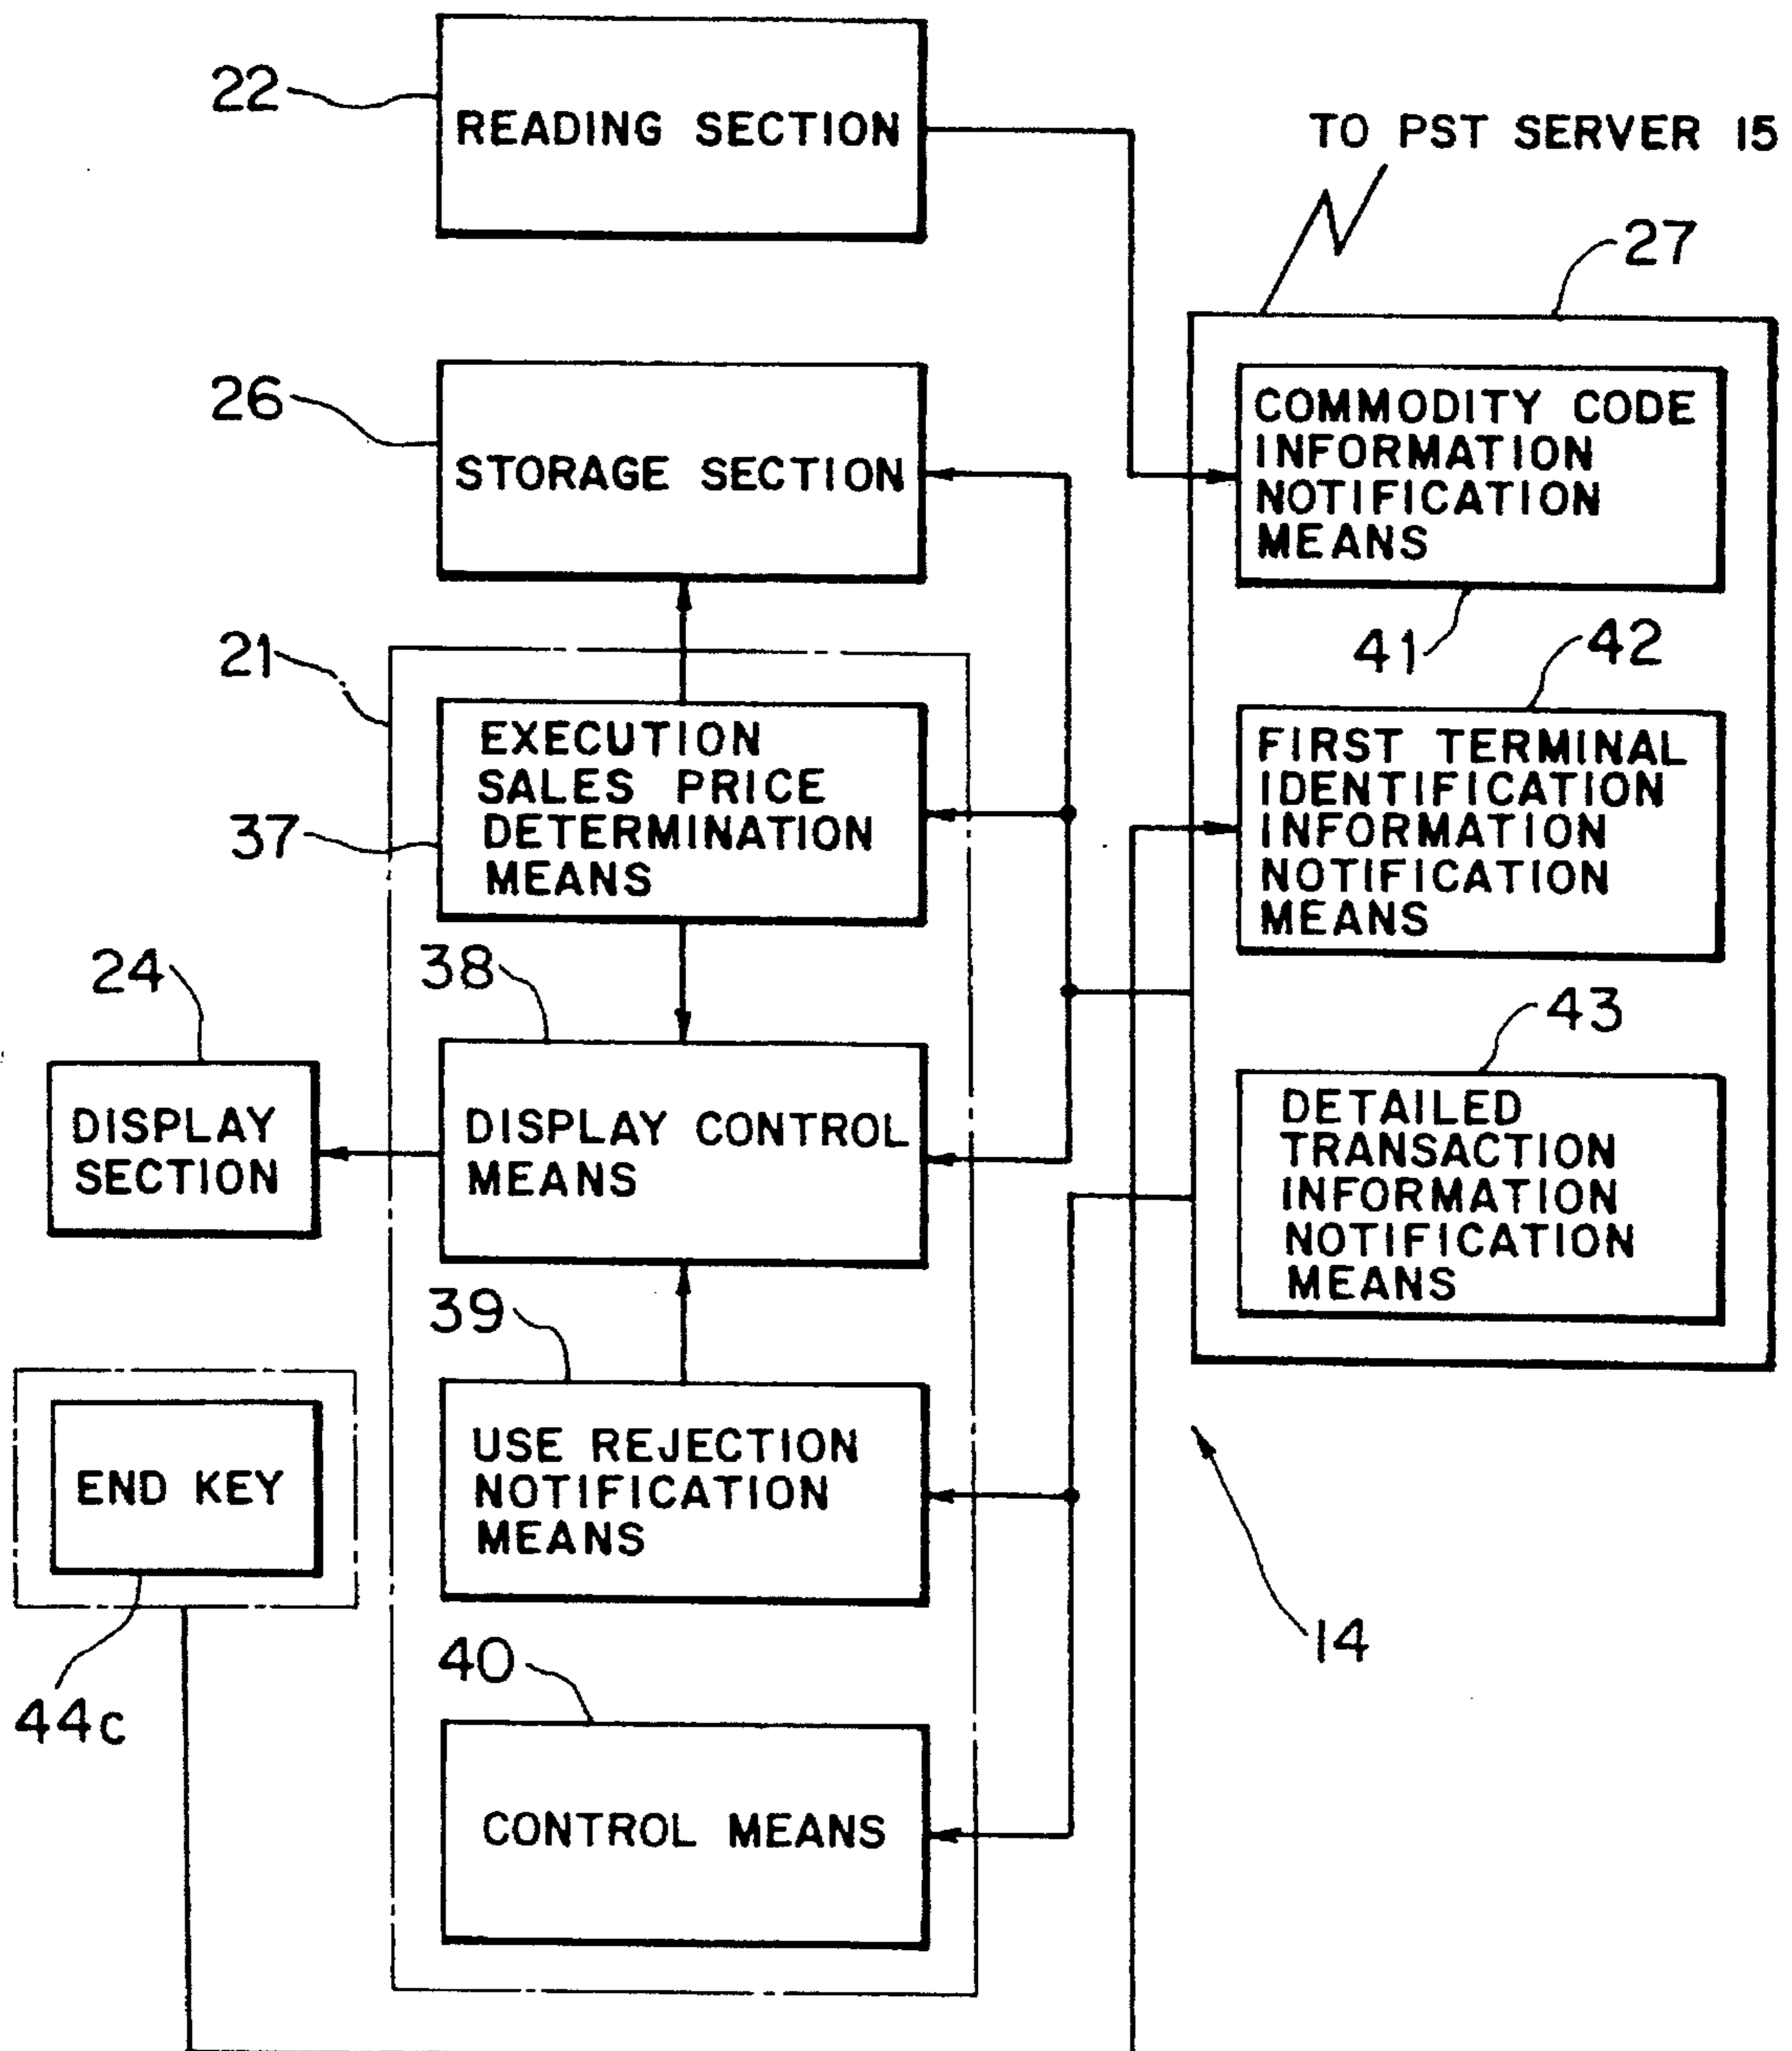 22
READING SECTION
TO PST SERVER 15
27
26
STORAGE SECTION
COMMODITY CODE
INFORMATION
NOTIFICATION
MEANS
41
42
21
EXECUTION
SALES PRICE
DETERMINATION
MEANS
37
FIRST TERMINAL
IDENTIFICATION
INFORMATION
NOTIFICATION
MEANS
24
38
43
DISPLAY
SECTION
DISPLAY CONTROL
MEANS
DETAILED
TRANSACTION
INFORMATION
NOTIFICATION
MEANS
39
END KEY
USE REJECTION
NOTIFICATION
MEANS
14
44c
40
CONTROL MEANS